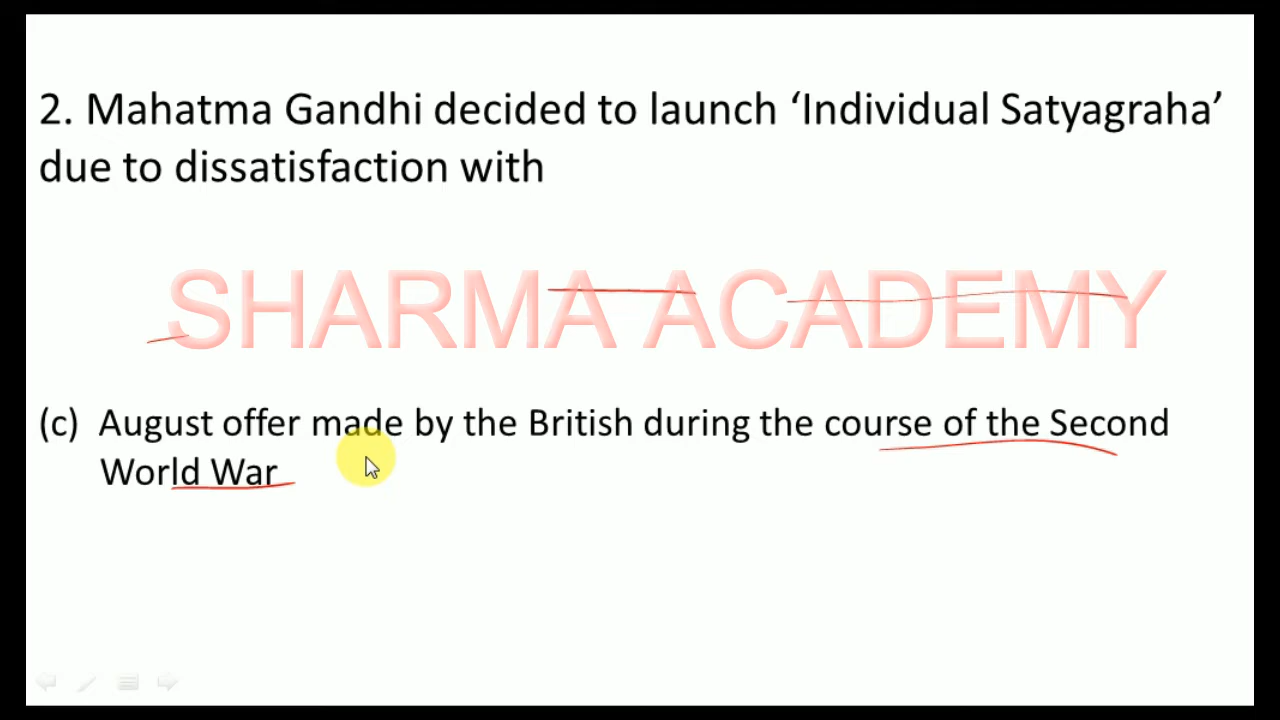 2. Mahatma Gandhi decided to launch ‘Individual Satyagraha’
due to dissatisfaction with
SHARMA ACADEMY
(c) August offer made by the British during the course of the Second
World War